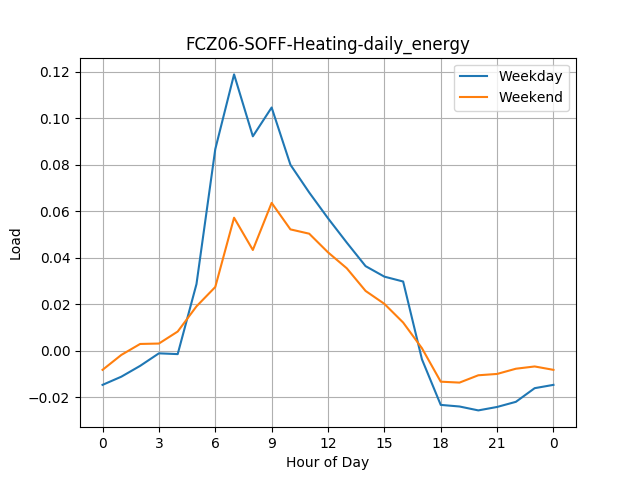 FCZ06-SOFF-Heating-daily_energy
Weekday
Weekend
Load
0.12
0.10
0.08
0.06
0.04
0.02
0.00
−0.02
0 3 6 9 12 15 18 21 0
Hour of Day